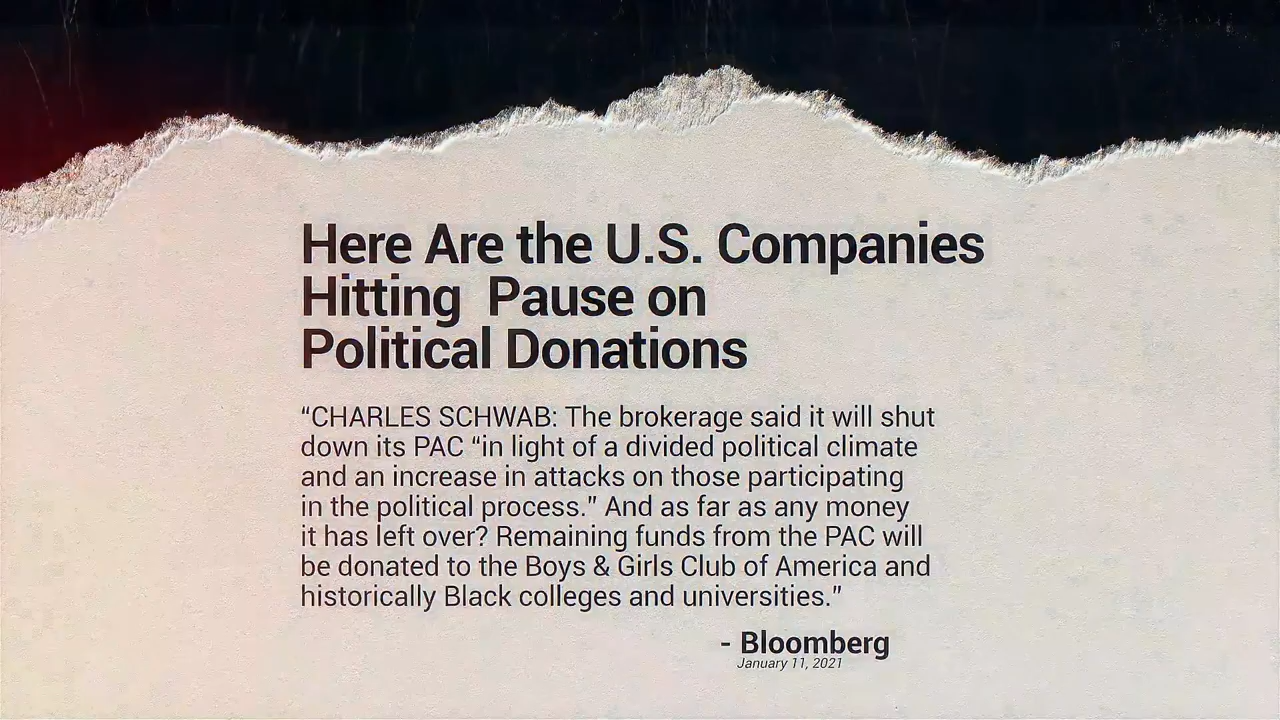 Here Are the U.S. Companies
Hitting  Pause on
Political Donations
“CHARLES SCHWAB: The brokerage said it will shut
down its PAC “in light of a divided political climate
and an increase in attacks on those participating
in the political process.” And as far as any money
it has left over? Remaining funds from the PAC will
be donated to the Boys & Girls Club of America and
historically Black colleges and universities.”
- Bloomberg
January 11, 2021